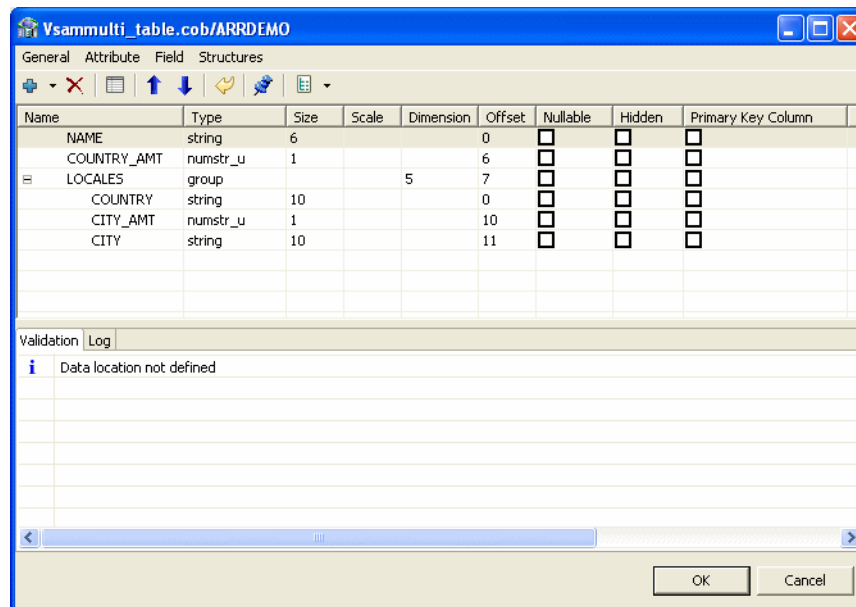 Vsammulti_table.cob/ARRDEMO
General Attribute Field Structures
Name Type Size Scale Dimension Offset Nullable Hidden Primary Key Column
NAME string 6 0
COUNTRY_AMT numstr_u 1 6
LOCALES group 5 7
COUNTRY string 10 0
CITY_AMT numstr_u 1 10
CITY string 10 11
Validation Log
i Data location not defined
OK Cancel